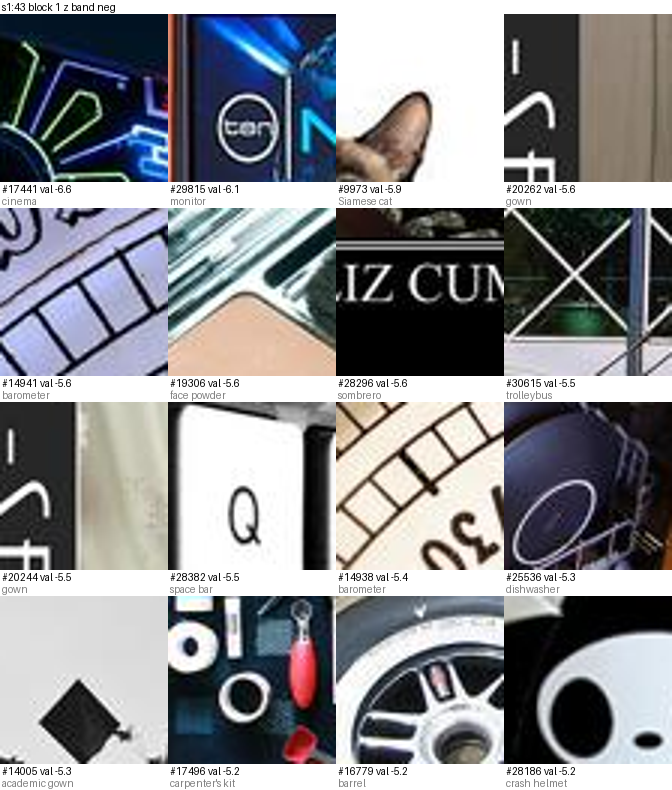 s1:43 block 1 z band neg
#17441 val -6.6
cinema
#29815 val -6.1
monitor
#9973 val -5.9
Siamese cat
#20262 val -5.6
gown
#14941 val -5.6
barometer
#19306 val -5.6
face powder
LIZ CUM
#28296 val -5.6
sombrero
#30615 val -5.5
trolleybus
#20244 val -5.5
gown
Q
#28382 val -5.5
space bar
730
#14938 val -5.4
barometer
#25536 val -5.3
dishwasher
#14005 val -5.3
academic gown
#17496 val -5.2
carpenter's kit
#16779 val -5.2
barrel
#28186 val -5.2
crash helmet